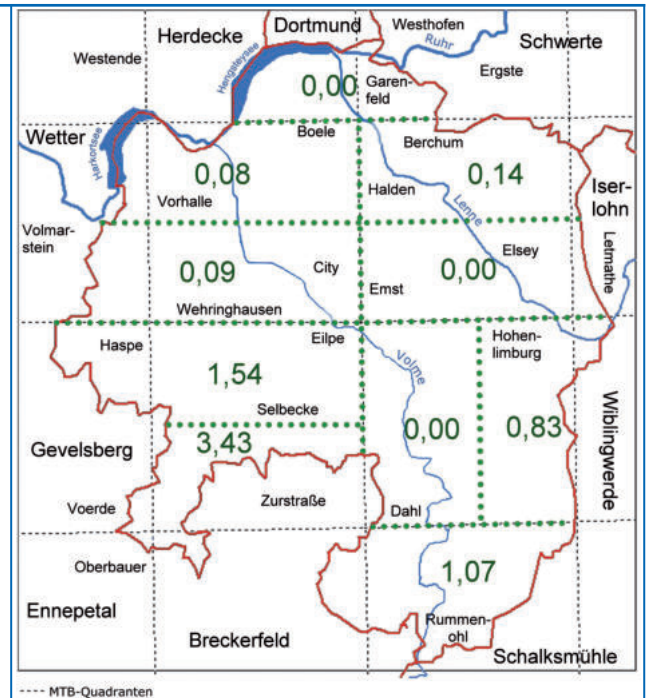 Dortmund
Herdecke
Westhofen
Ruhr
Schwerte
Westende
Hengsteysee
Ergste
0,00
Garen-
feld
Boele
Wetter
Harkortsee
Berchum
0,08
0,14
Halden
Iser-
lohn
Vorhalle
Lenne
Volmar-
stein
Letmathe
Elsey
0,09
City
0,00
Emst
Wehringhausen
Eilpe
Hohen-
limburg
Haspe
Volme
1,54
Selbecke
0,00
0,83
Wiblingwerde
3,43
Gevelsberg
Zurstraße
Voerde
Dahl
Oberbauer
1,07
Ennepetal
Rummen-
ohl
Breckerfeld
Schalksmühle
---- MTB-Quadranten